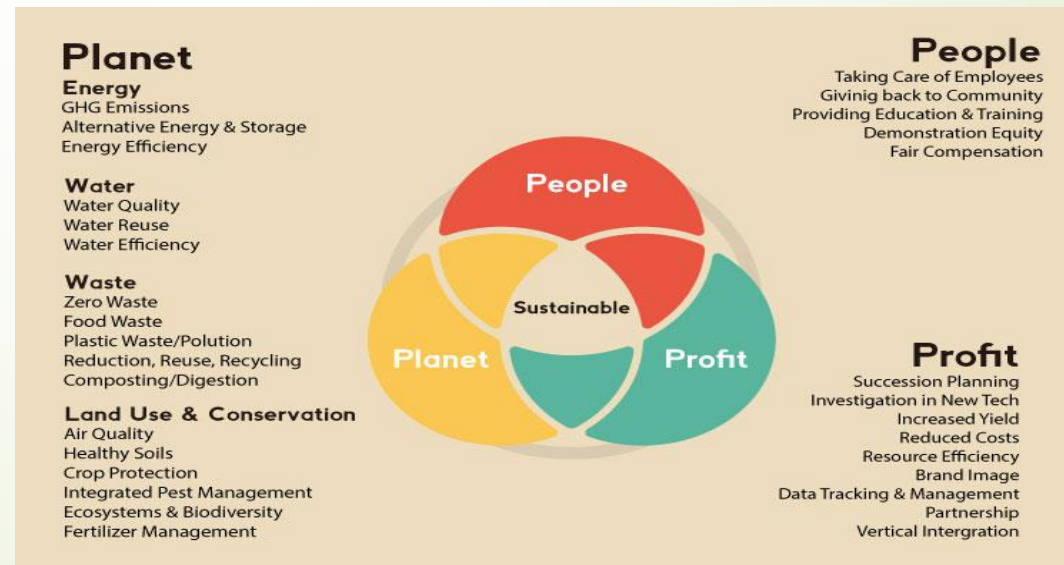 Planet
Energy
GHG Emissions
Alternative Energy & Storage
Energy Efficiency
Water
Water Quality
Water Reuse
Water Efficiency
Waste
Zero Waste
Food Waste
Plastic Waste/Polution
Reduction, Reuse, Recycling
Composting/Digestion
Land Use & Conservation
Air Quality
Healthy Soils
Crop Protection
Integrated Pest Management
Ecosystems & Biodiversity
Fertilizer Management
People
Sustainable
Planet
Profit
People
Taking Care of Employees
Givinig back to Community
Providing Education & Training
Demonstration Equity
Fair Compensation
Profit
Succession Planning
Investigation in New Tech
Increased Yield
Reduced Costs
Resource Efficiency
Brand Image
Data Tracking & Management
Partnership
Vertical Intergration